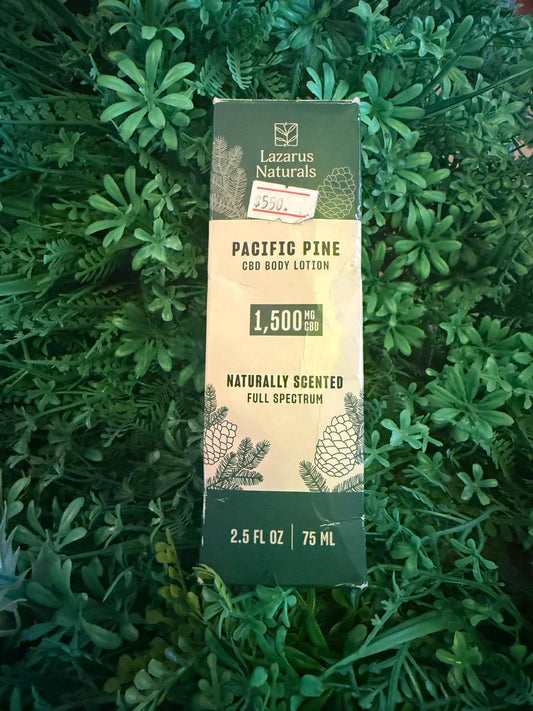 Lazarus
Naturals
$550.
PACIFIC PINE
CBD BODY LOTION
1,500 MG CBD
NATURALLY SCENTED
FULL SPECTRUM
2.5 FL OZ | 75 ML